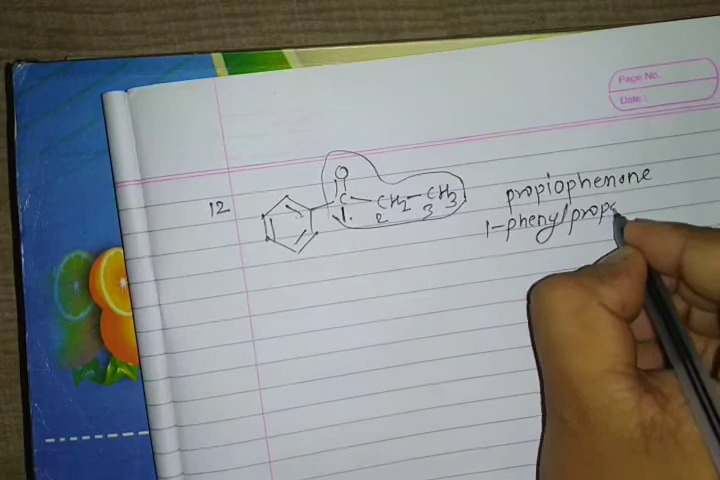 Page No.
Date :
12
O
C - CH2 - CH3
1. 2 3
propiophenone
1-phenylprop